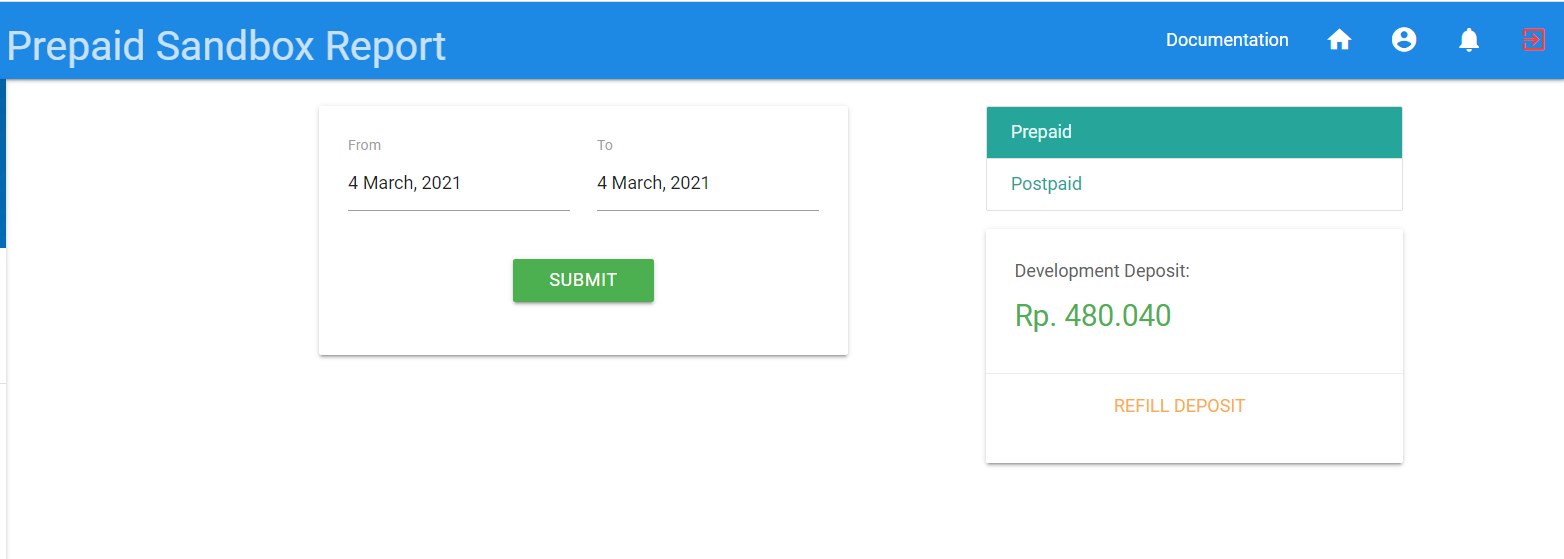 Prepaid Sandbox Report
Documentation
From
To
4 March, 2021
4 March, 2021
SUBMIT
Prepaid
Postpaid
Development Deposit:
Rp. 480.040
REFILL DEPOSIT